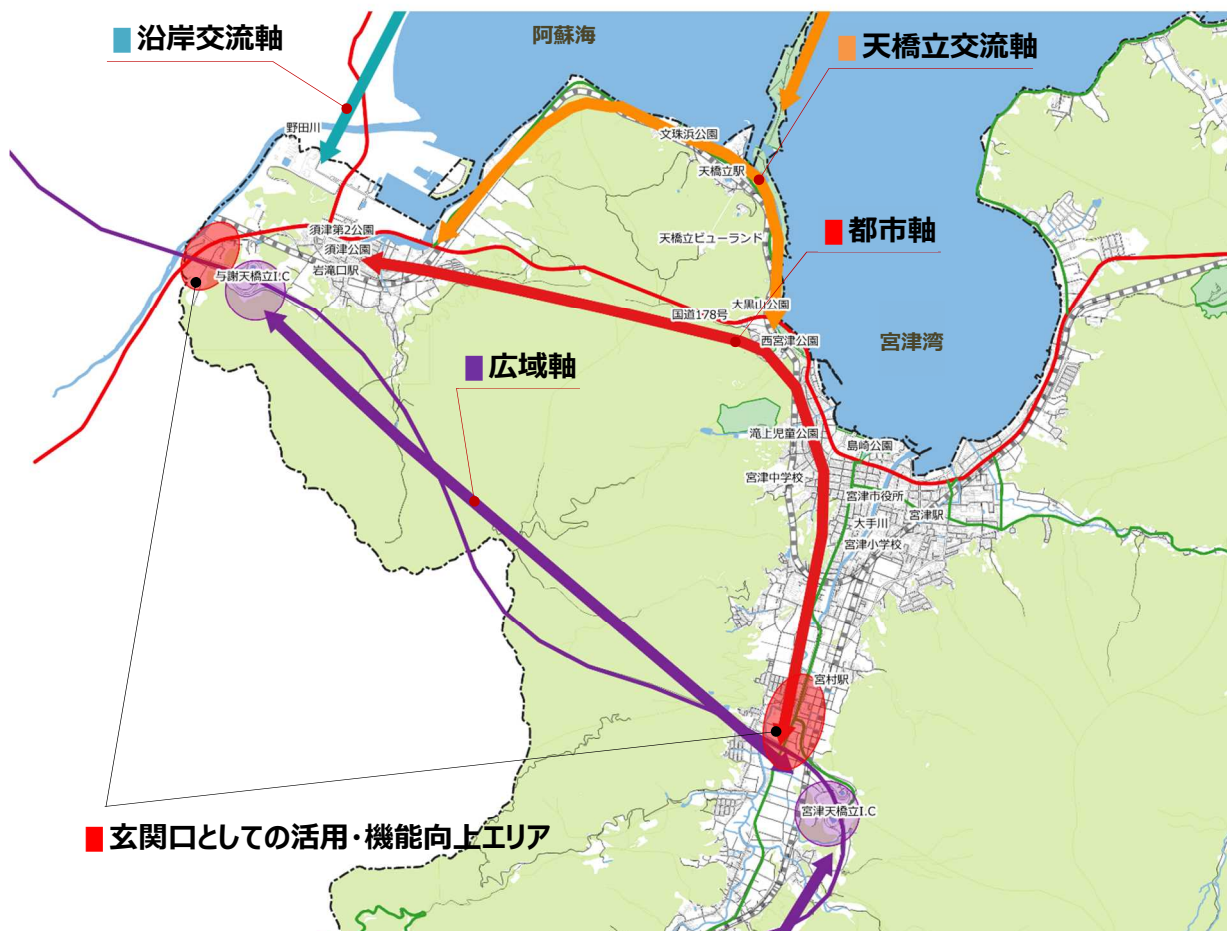 沿岸交流軸
阿蘇海
天橋立交流軸
野田川
文珠浜公園
天橋立駅
須津第2公園
須津公園
岩滝口駅
天橋立ビューランド
都市軸
与謝天橋立I.C
大黒山公園
国道178号
西宮津公園
宮津湾
広域軸
滝上児童公園
島崎公園
宮津中学校
宮津市役所
宮津駅
大手川
宮津小学校
宮村駅
宮津天橋立I.C
玄関口としての活用・機能向上エリア